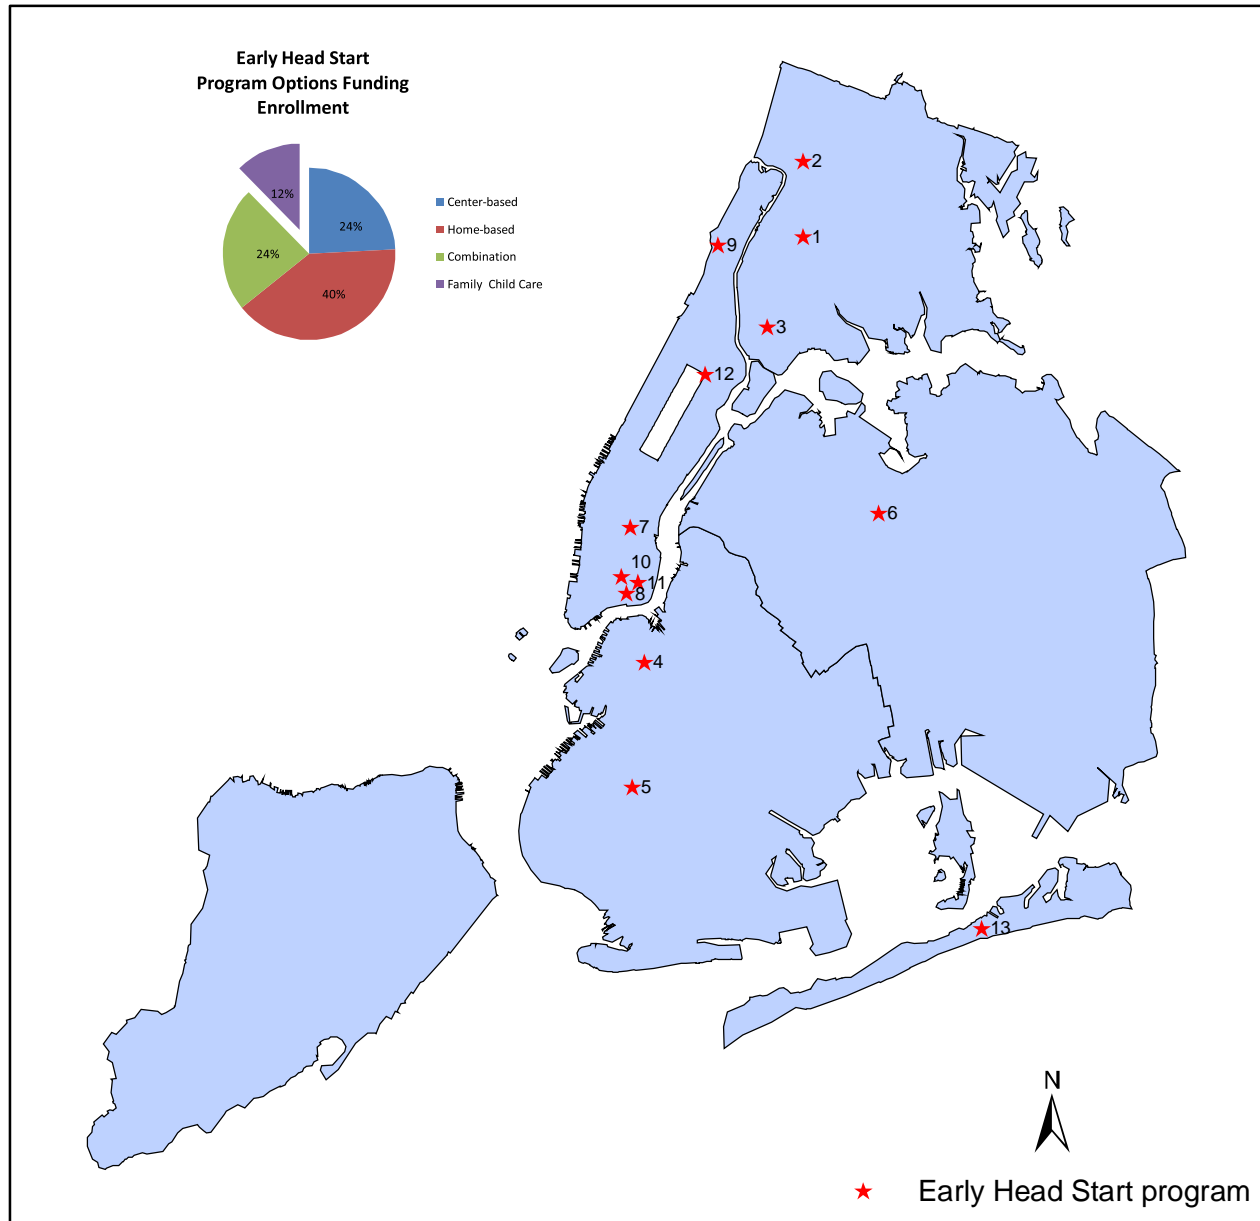 Early Head Start
Program Options Funding
Enrollment
12%
24%
24%
40%
Center-based
Home-based
Combination
Family Child Care
2
1
9
3
12
6
7
10
11
8
4
5
13
N
Early Head Start program